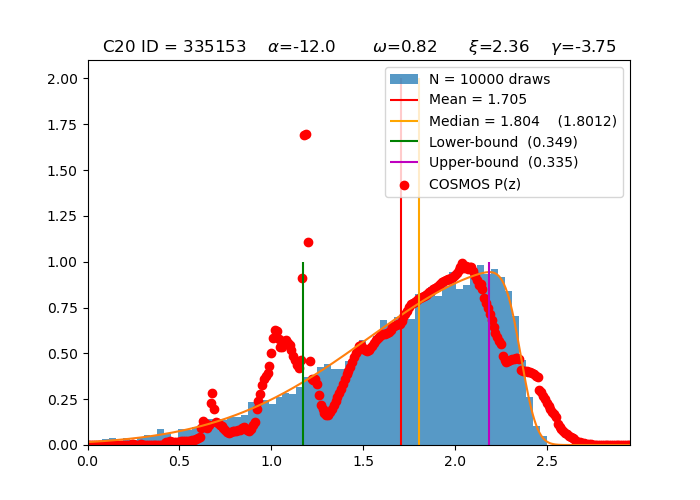 C20 ID = 335153    α=-12.0    ω=0.82    ξ=2.36    γ=-3.75
N = 10000 draws
Mean = 1.705
Median = 1.804    (1.8012)
Lower-bound  (0.349)
Upper-bound  (0.335)
COSMOS P(z)
2.00
1.75
1.50
1.25
1.00
0.75
0.50
0.25
0.00
0.0    0.5    1.0    1.5    2.0    2.5